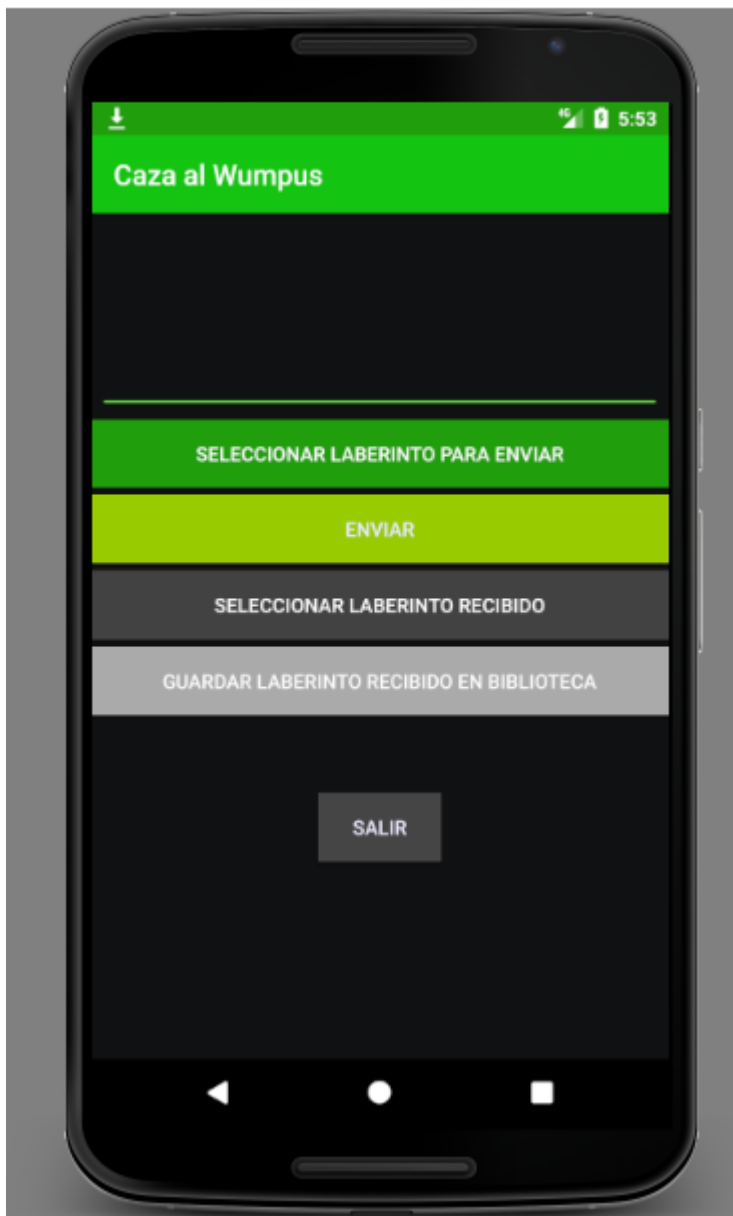 4G 5:53
Caza al Wumpus
SELECCIONAR LABERINTO PARA ENVIAR
ENVIAR
SELECCIONAR LABERINTO RECIBIDO
GUARDAR LABERINTO RECIBIDO EN BIBLIOTECA
SALIR